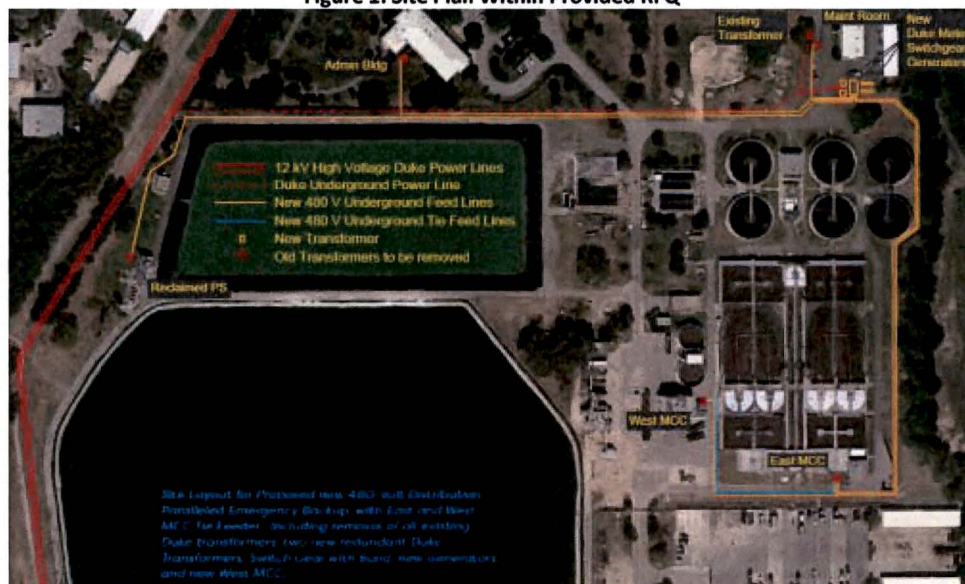 Figure 1: Site Plan Within Provided RFQ
Existing
Transformer
Maint Room
New
Duke Meter
Switchgear
Generators
Admin Bldg
12 kV High Voltage Duke Power Lines
Duke Underground Power Line
New 480 V Underground Feed Lines
New 480 V Underground Tie Feed Lines
New Transformer
Old Transformers to be removed
Reclaimed PS
West MCC
East MCC
Site Layout for Proposed new 480 volt Distribution
Paralleled Emergency Backup with East and West
MCC Tie Feeder. Including removal of all existing
Duke transformers, two new redundant Duke
Transformers, Switch Gear with build, new generators
and new West MCC.